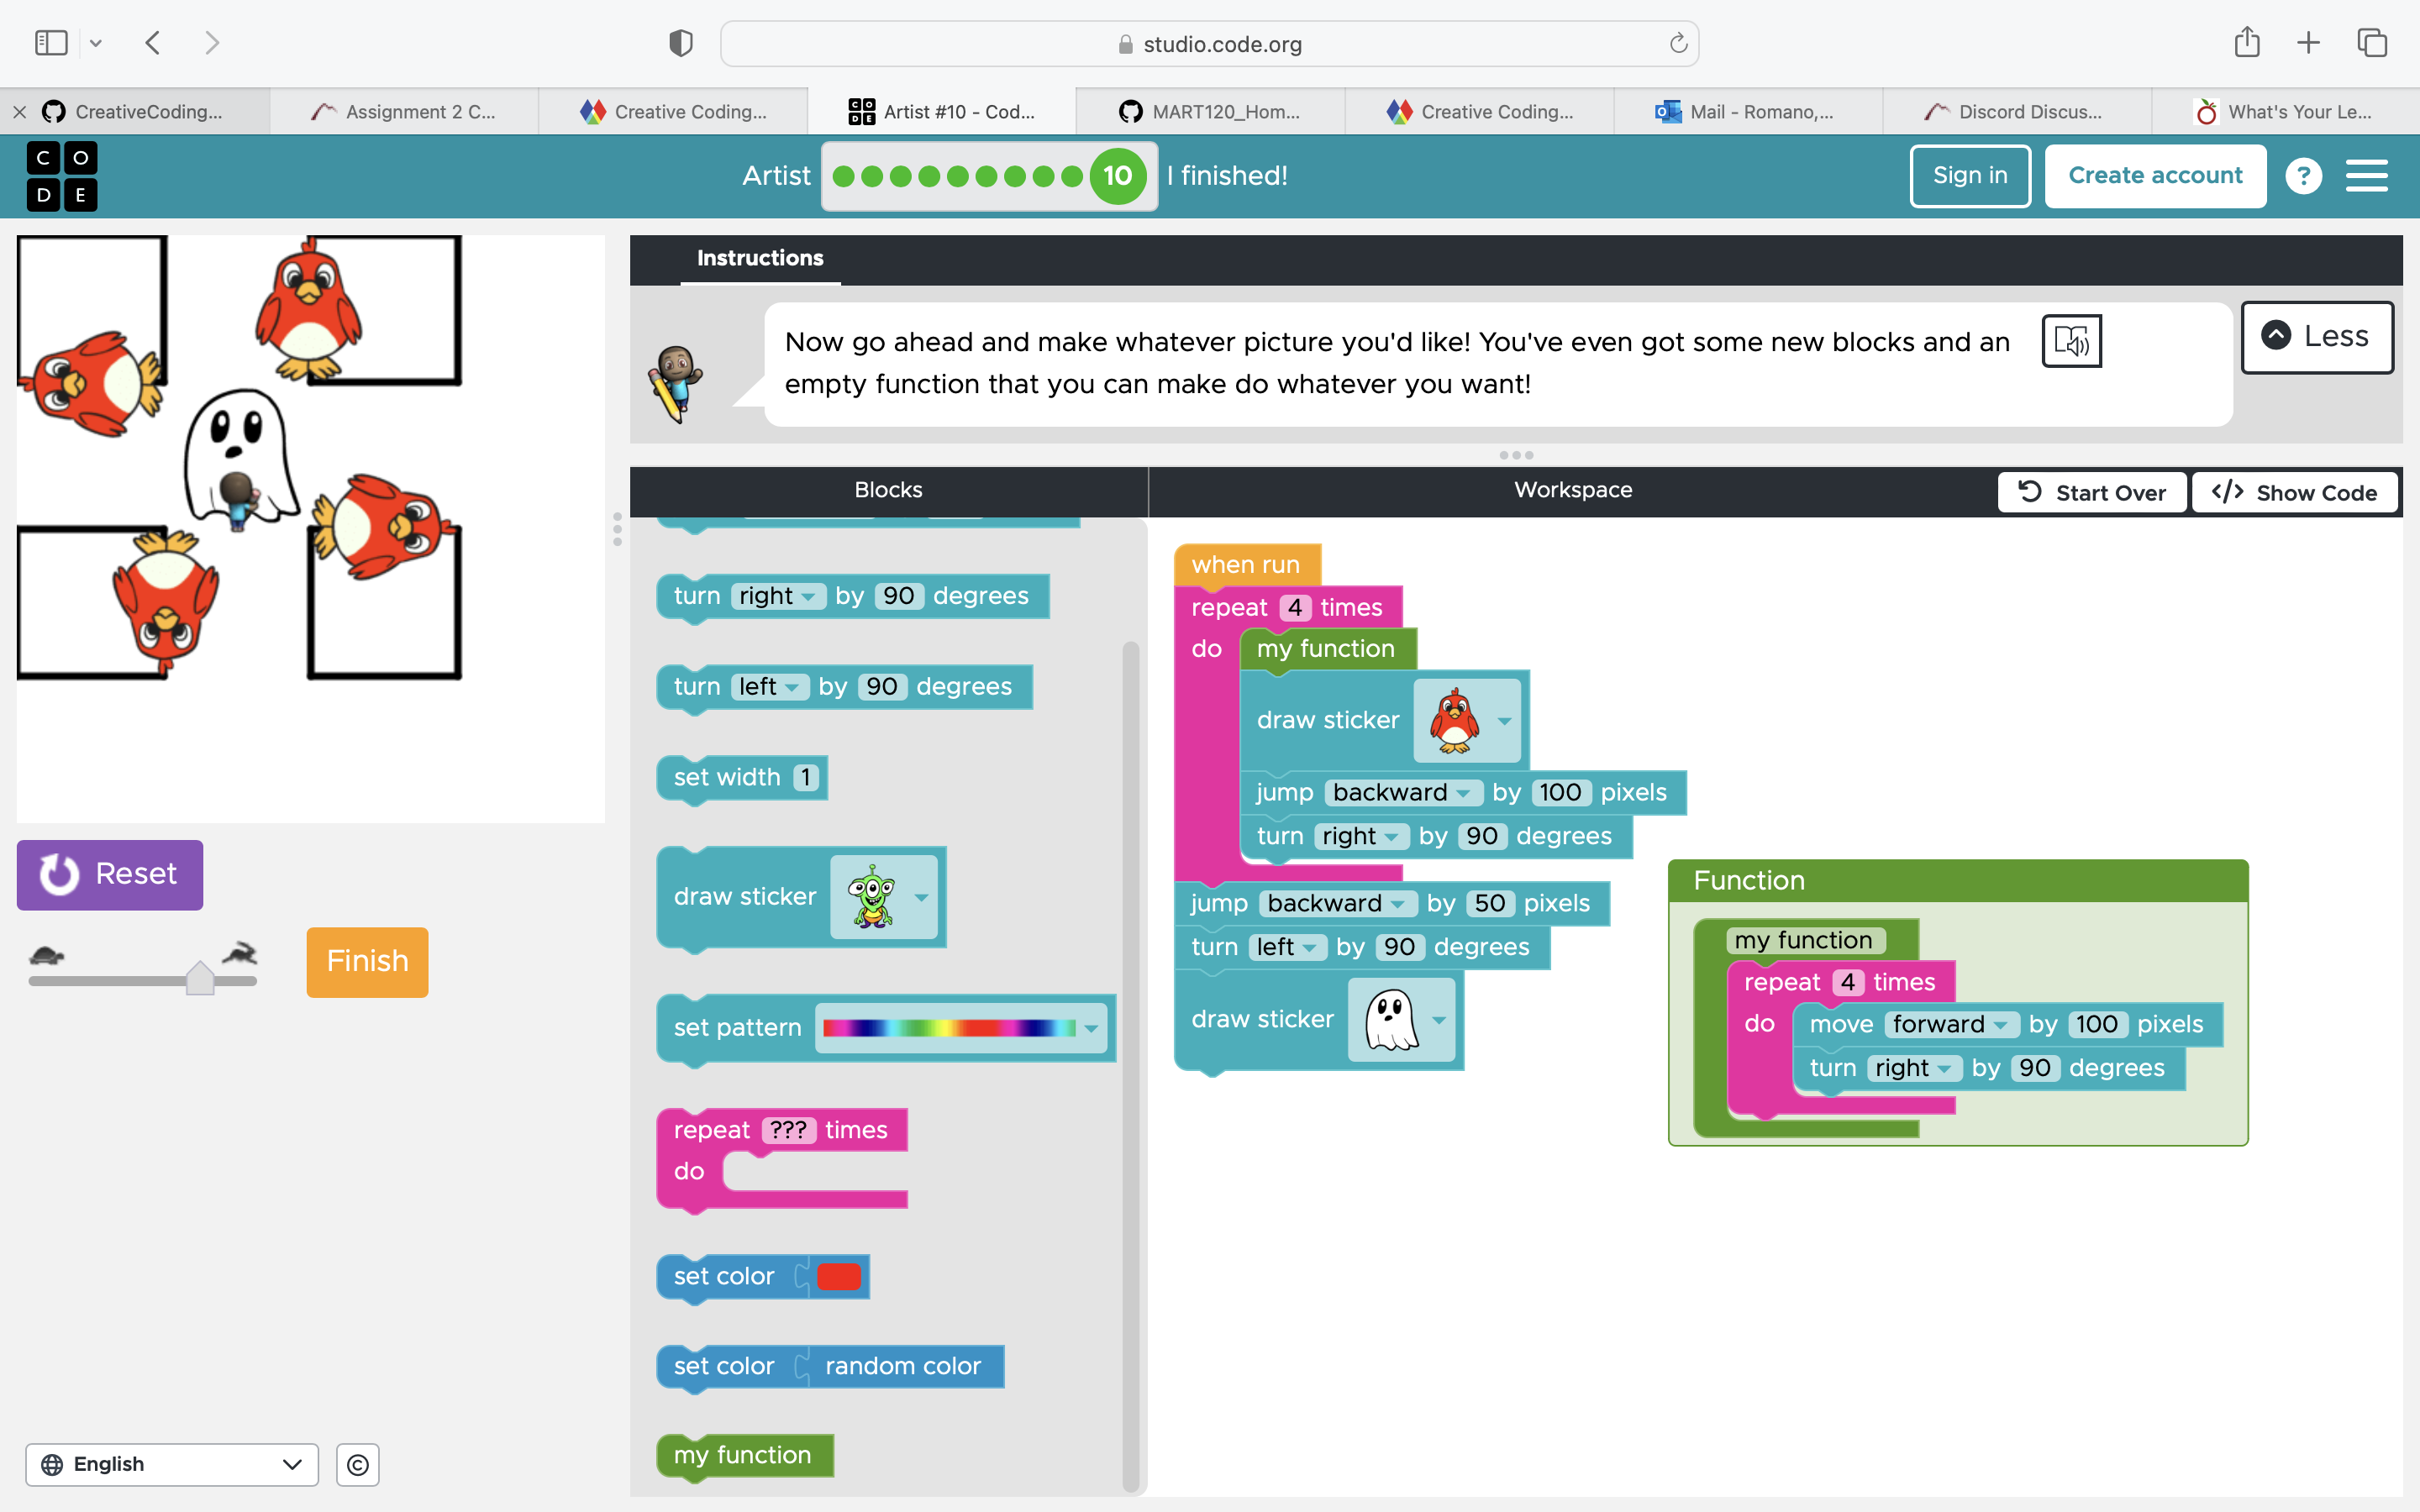 studio.code.org
CreativeCoding...
Assignment 2 C...
Creative Coding...
Artist #10 - Cod...
MART120_Hom...
Creative Coding...
Mail - Romano,...
Discord Discus...
What's Your Le...
C O
D E
Artist
10
I finished!
Sign in
Create account
?
Instructions
Now go ahead and make whatever picture you'd like! You've even got some new blocks and an
empty function that you can make do whatever you want!
Less
Blocks
Workspace
Start Over
</> Show Code
turn right by 90 degrees
turn left by 90 degrees
set width 1
draw sticker
set pattern
repeat ??? times
do
set color
set color random color
my function
when run
repeat 4 times
do
my function
draw sticker
jump backward by 100 pixels
turn right by 90 degrees
jump backward by 50 pixels
turn left by 90 degrees
draw sticker
Function
my function
repeat 4 times
do
move forward by 100 pixels
turn right by 90 degrees
Reset
Finish
English
©